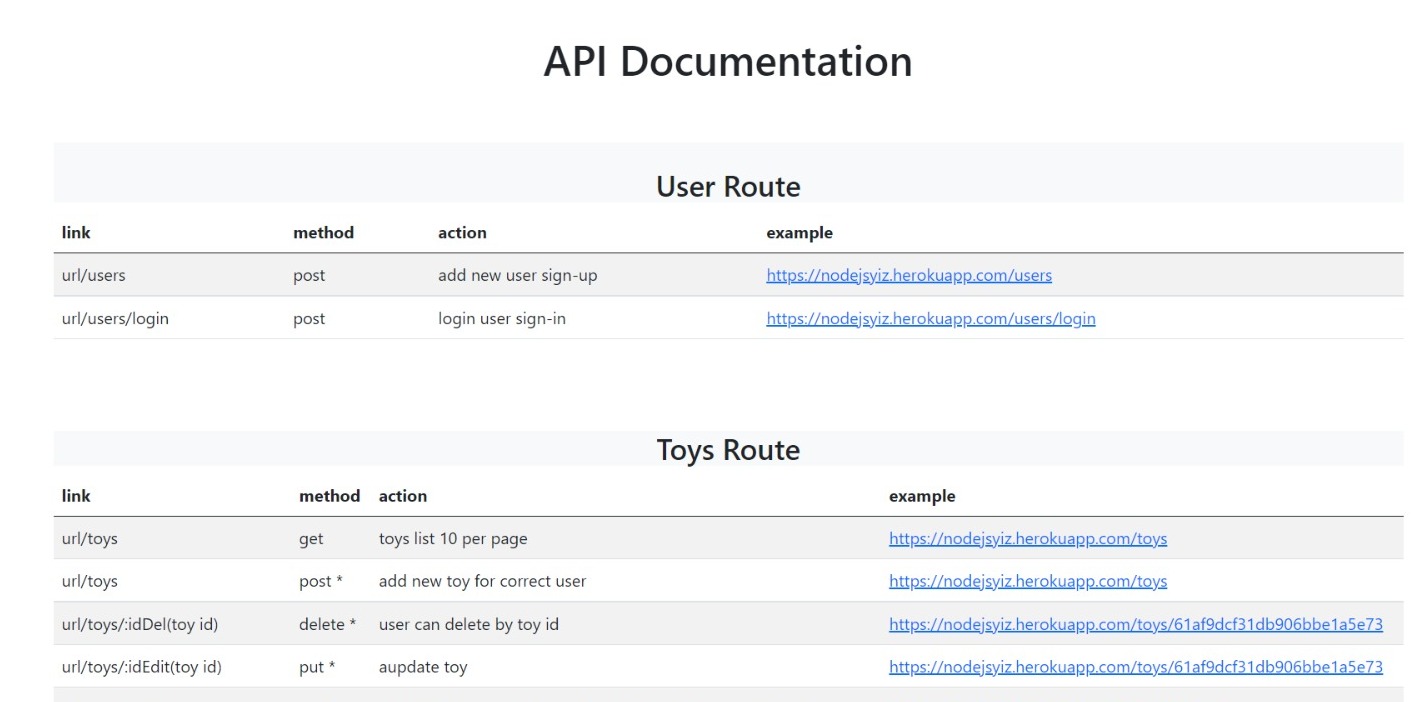 API Documentation
User Route
link method action example
url/users post add new user sign-up https://nodejsyiz.herokuapp.com/users
url/users/login post login user sign-in https://nodejsyiz.herokuapp.com/users/login
Toys Route
link method action example
url/toys get toys list 10 per page https://nodejsyiz.herokuapp.com/toys
url/toys post * add new toy for correct user https://nodejsyiz.herokuapp.com/toys
url/toys/:idDel(toy id) delete * user can delete by toy id https://nodejsyiz.herokuapp.com/toys/61af9dcf31db906bbe1a5e73
url/toys/:idEdit(toy id) put * aupdate toy https://nodejsyiz.herokuapp.com/toys/61af9dcf31db906bbe1a5e73